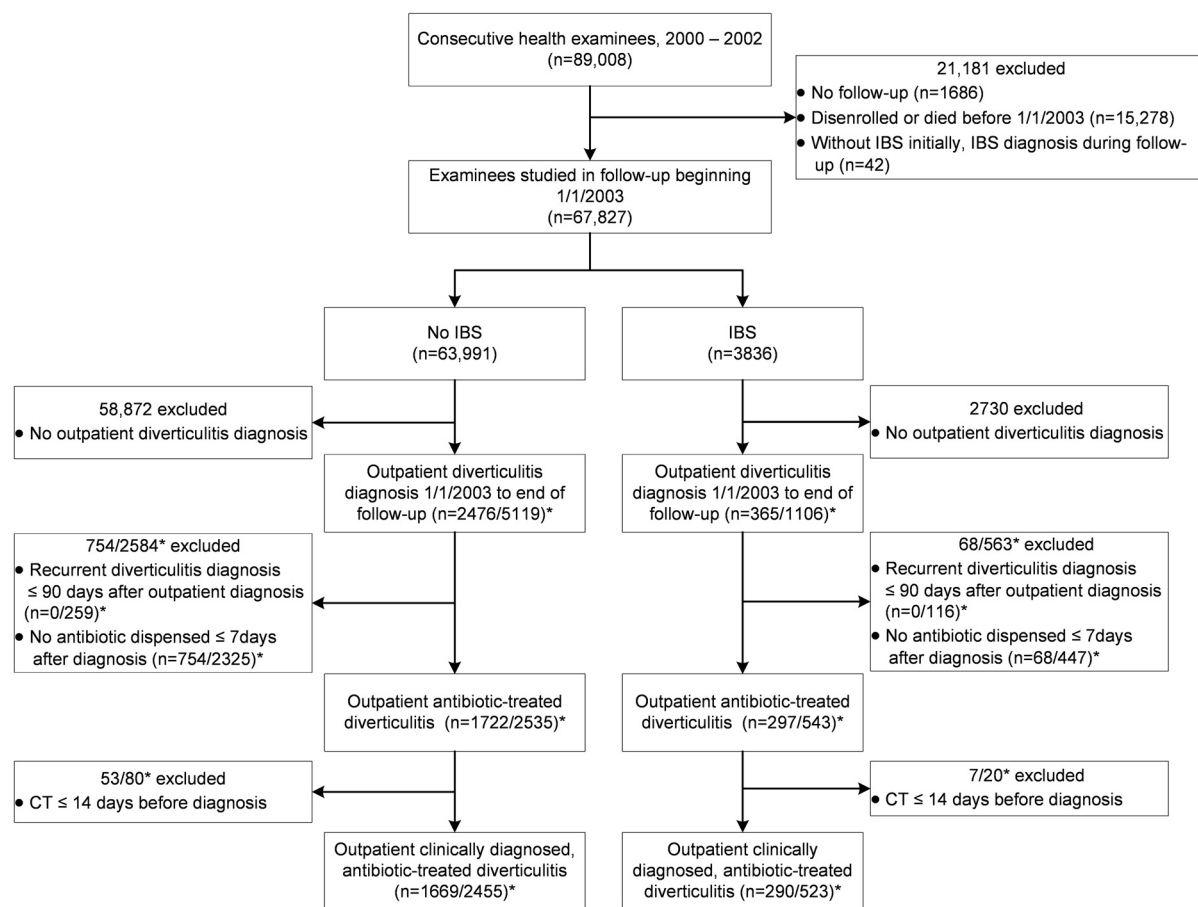 Consecutive health examinees, 2000 – 2002
(n=89,008)
21,181 excluded
● No follow-up (n=1686)
● Disenrolled or died before 1/1/2003 (n=15,278)
● Without IBS initially, IBS diagnosis during follow-
up (n=42)
Examinees studied in follow-up beginning
1/1/2003
(n=67,827)
No IBS
(n=63,991)
IBS
(n=3836)
58,872 excluded
● No outpatient diverticulitis diagnosis
2730 excluded
● No outpatient diverticulitis diagnosis
Outpatient diverticulitis
diagnosis 1/1/2003 to end of
follow-up (n=2476/5119)*
Outpatient diverticulitis
diagnosis 1/1/2003 to end of
follow-up (n=365/1106)*
754/2584* excluded
● Recurrent diverticulitis diagnosis
≤ 90 days after outpatient diagnosis
(n=0/259)*
● No antibiotic dispensed ≤ 7days
after diagnosis (n=754/2325)*
68/563* excluded
● Recurrent diverticulitis diagnosis
≤ 90 days after outpatient diagnosis
(n=0/116)*
● No antibiotic dispensed ≤ 7days
after diagnosis (n=68/447)*
Outpatient antibiotic-treated
diverticulitis (n=1722/2535)*
Outpatient antibiotic-treated
diverticulitis (n=297/543)*
53/80* excluded
● CT ≤ 14 days before diagnosis
7/20* excluded
● CT ≤ 14 days before diagnosis
Outpatient clinically diagnosed,
antibiotic-treated diverticulitis
(n=1669/2455)*
Outpatient clinically
diagnosed, antibiotic-treated
diverticulitis (n=290/523)*